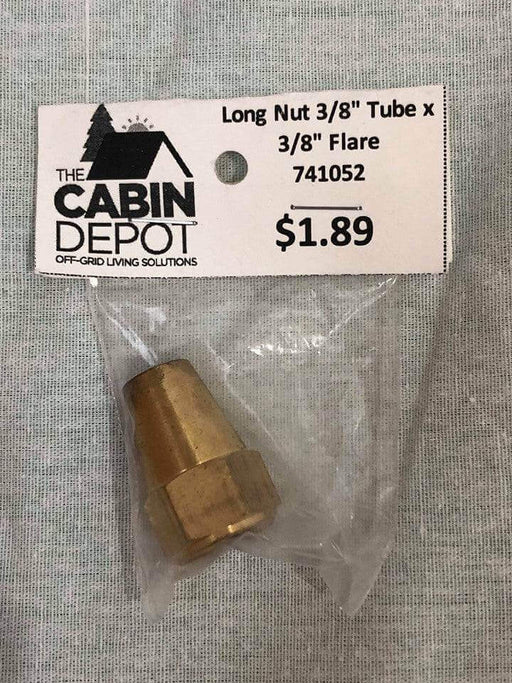 THE
CABIN
DEPOT
OFF-GRID LIVING SOLUTIONS
Long Nut 3/8" Tube x
3/8" Flare
741052
$1.89